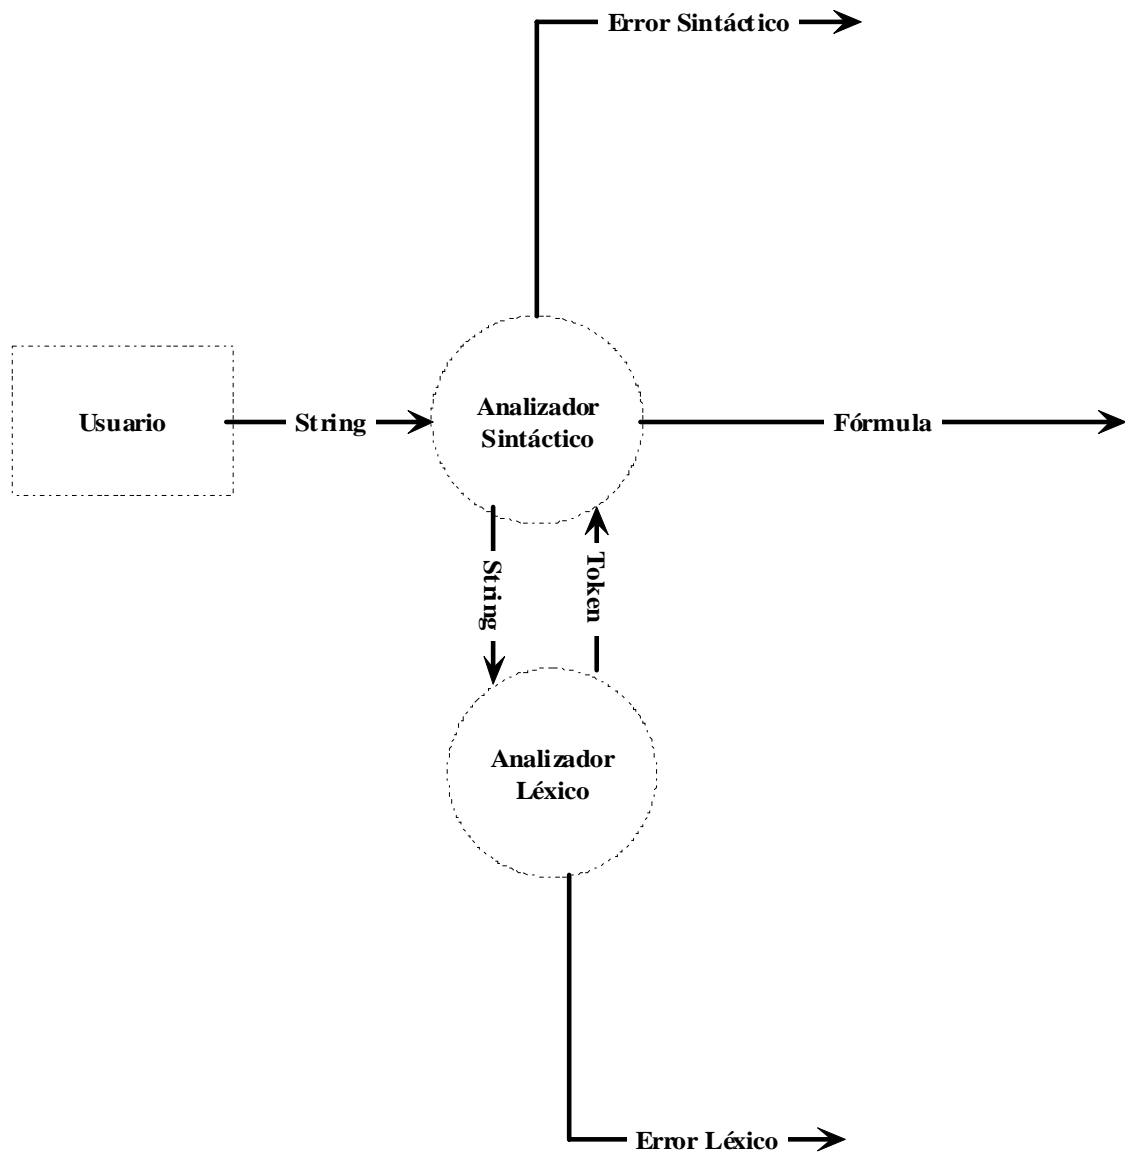 Error Sintáctico
Usuario
String
Analizador
Sintáctico
Fórmula
String
Token
Analizador
Léxico
Error Léxico